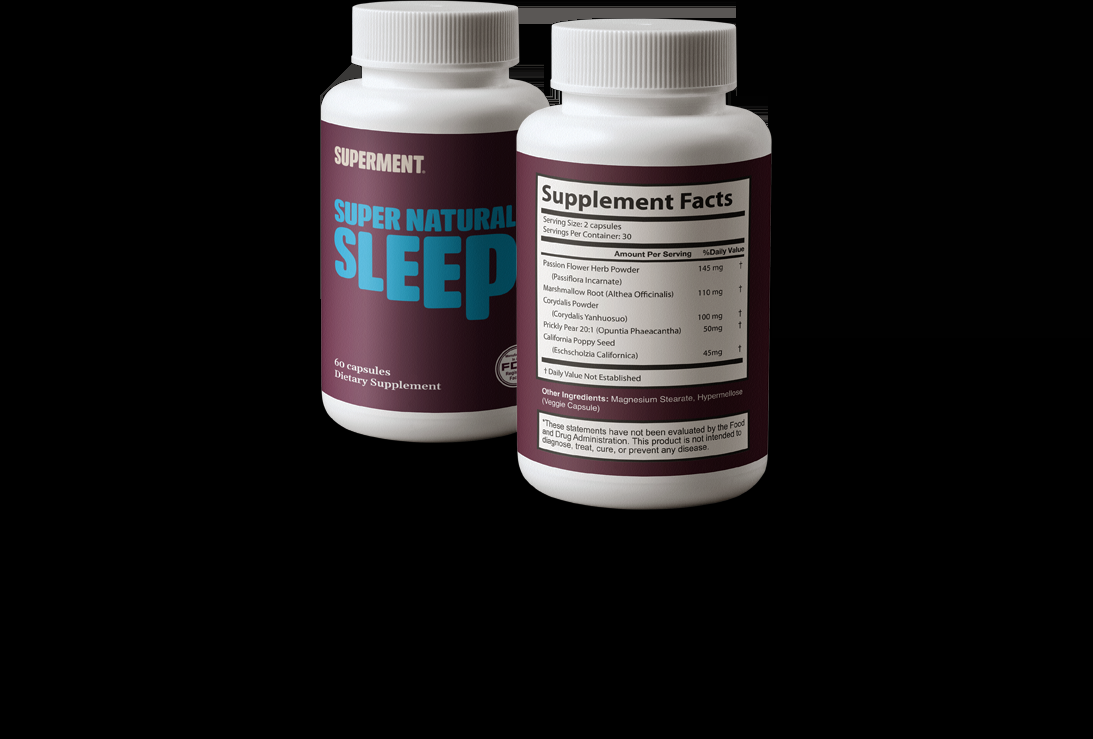 SUPERMENT®
SUPER NATURAL
SLEEP
60 capsules
Dietary Supplement
Supplement Facts
Serving Size: 2 capsules
Servings Per Container: 30
Amount Per Serving %Daily Value
Passion Flower Herb Powder 145 mg †
(Passiflora Incarnate)
Marshmallow Root (Althea Officinalis) 110 mg †
Corydalis Powder
(Corydalis Yanhuosuo) 100 mg †
Prickly Pear 20:1 (Opuntia Phaeacantha) 50mg †
California Poppy Seed
(Eschscholzia Californica) 45mg †
† Daily Value Not Established
Other Ingredients: Magnesium Stearate, Hypermellose
(Veggie Capsule)
*These statements have not been evaluated by the Food
and Drug Administration. This product is not intended to
diagnose, treat, cure, or prevent any disease.